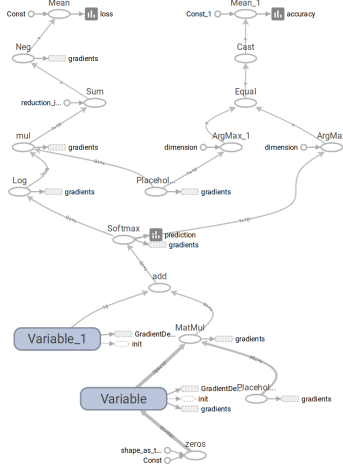 Mean
Const
loss
Mean_1
Const_1
accuracy
Neg
gradients
Cast
Sum
reduction_i...
Equal
mul
gradients
ArgMax_1
dimension
ArgMa
dimension
Log
gradients
Placehol...
gradients
Softmax
prediction
gradients
add
Variable_1
GradientDe...
init
MatMul
gradients
Variable
GradientDe...
init
gradients
Placehol...
gradients
zeros
shape_as_t...
Const